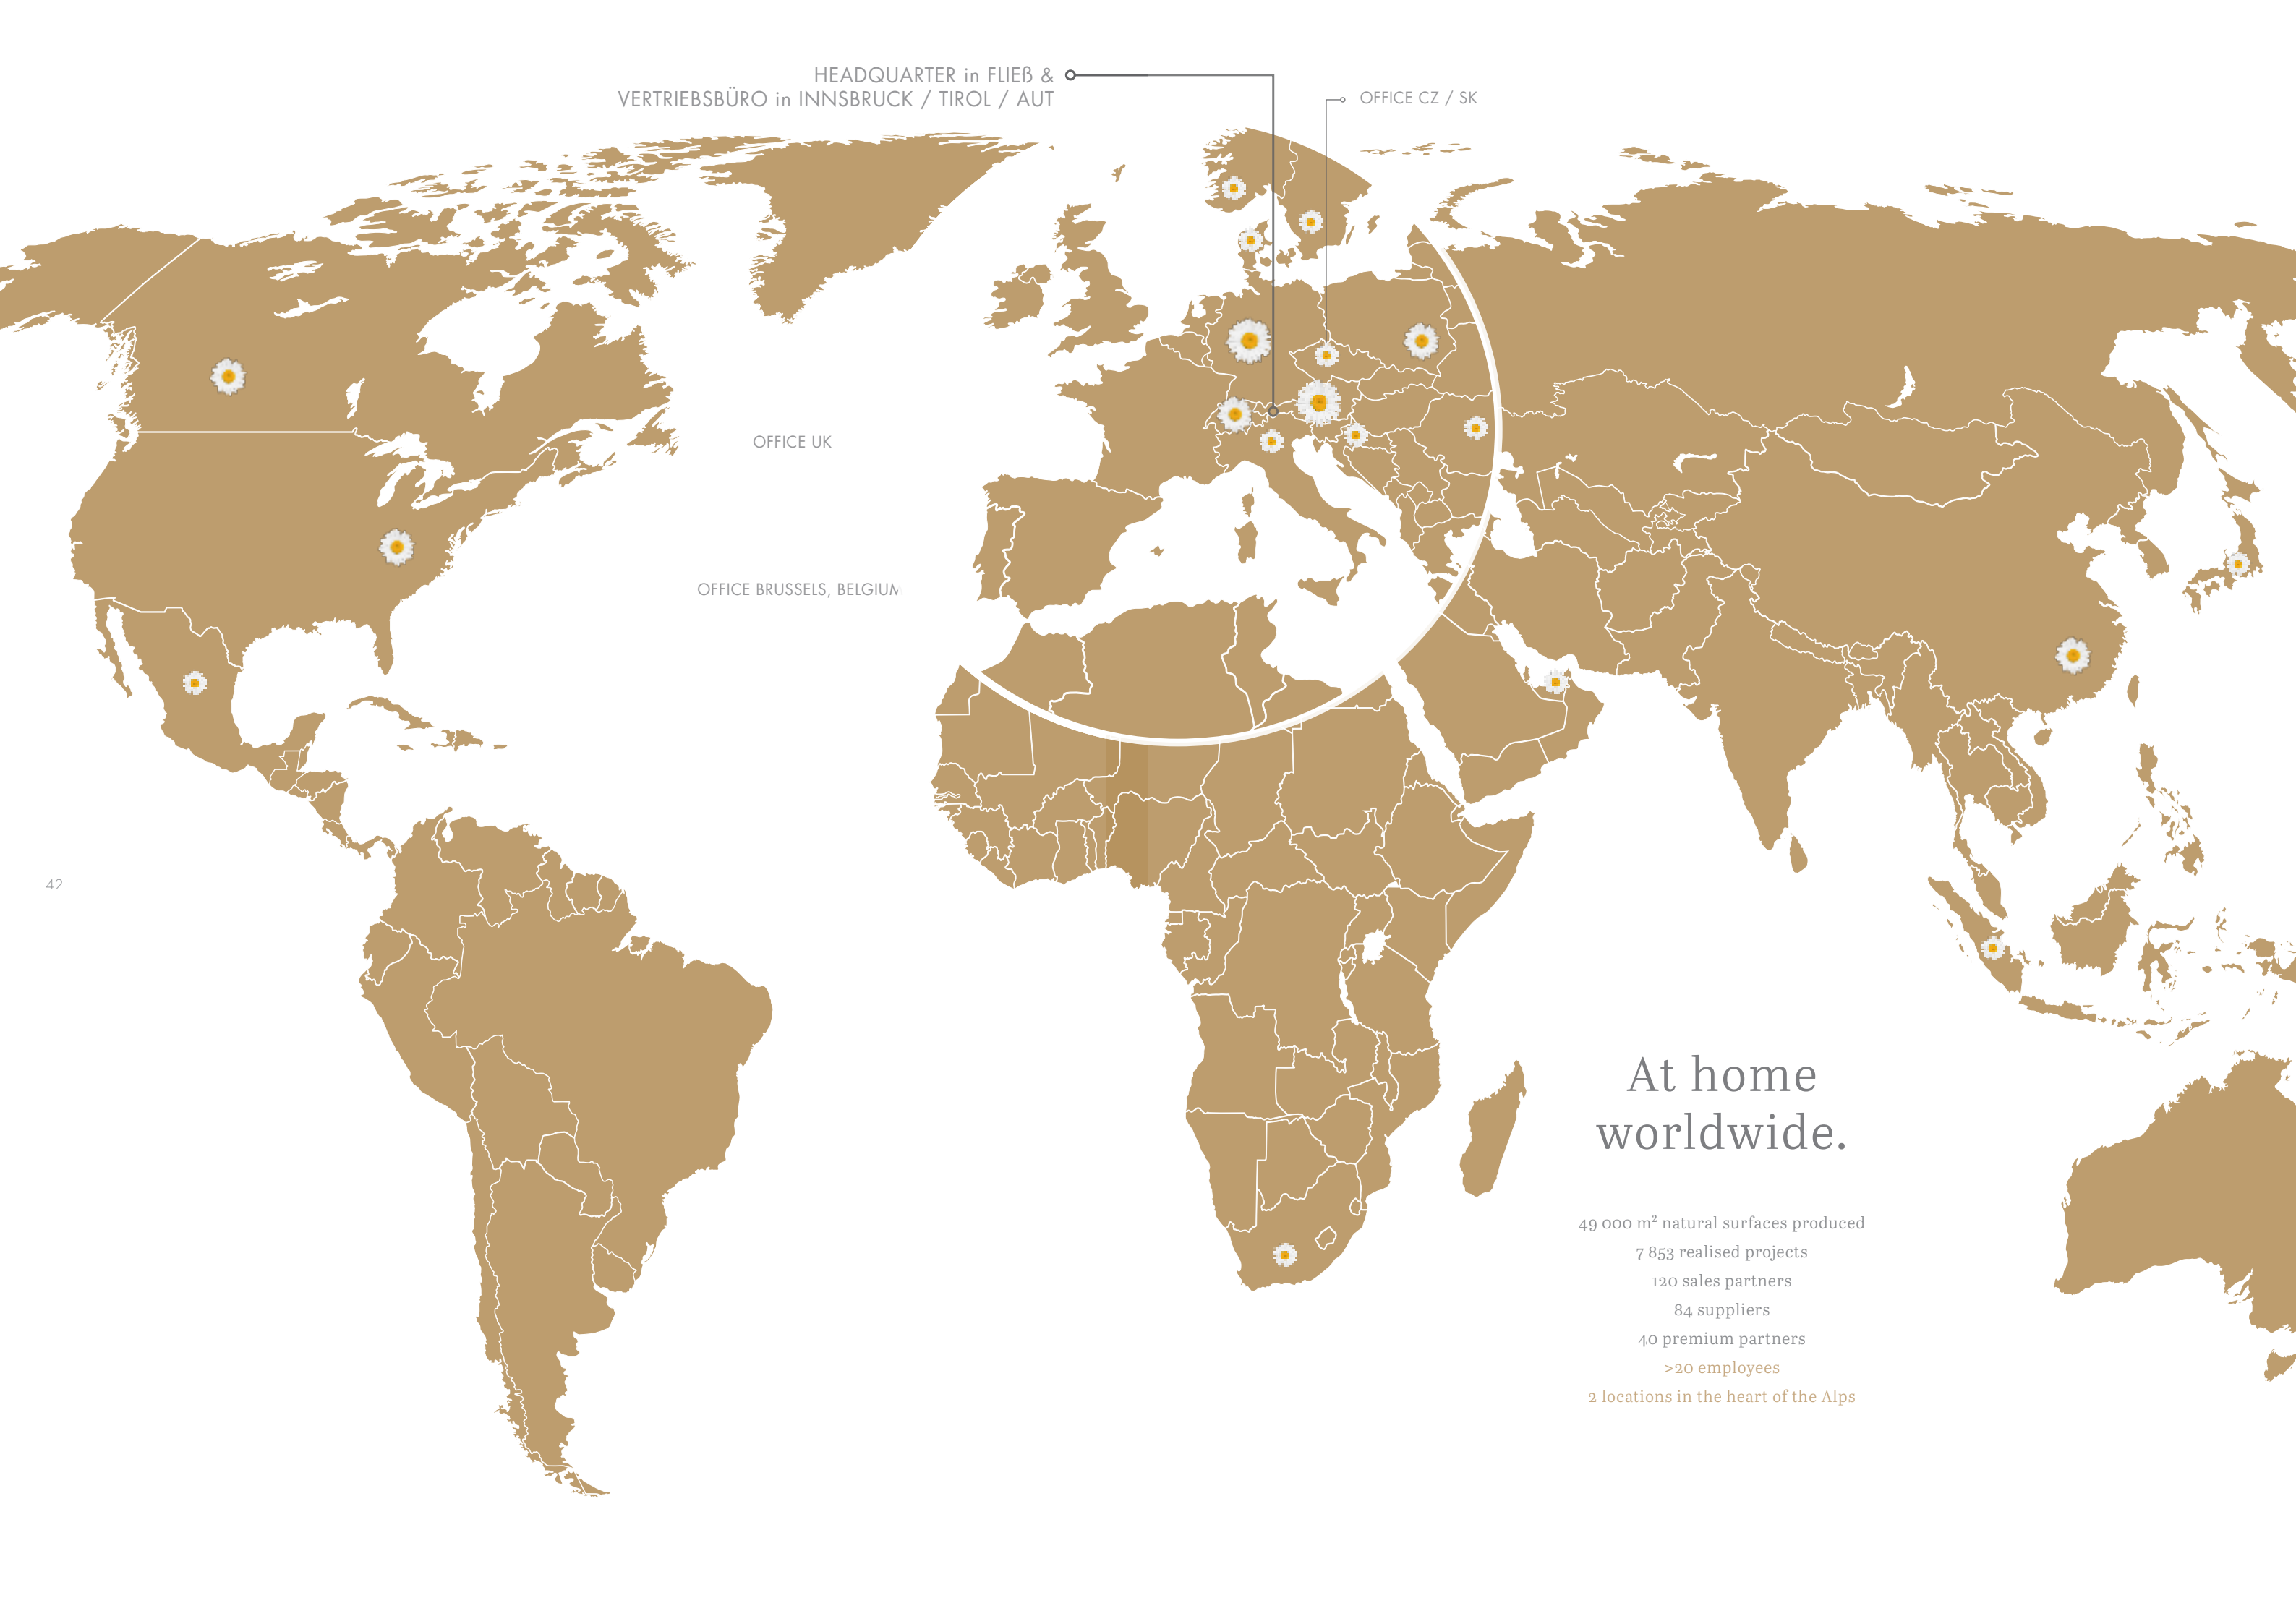 HEADQUARTER in FLIEß &
VERTRIEBSBÜRO in INNSBRUCK / TIROL / AUT
OFFICE CZ / SK
OFFICE UK
OFFICE BRUSSELS, BELGIUM
42
At home
worldwide.
49 000 m² natural surfaces produced
7 853 realised projects
120 sales partners
84 suppliers
40 premium partners
>20 employees
2 locations in the heart of the Alps